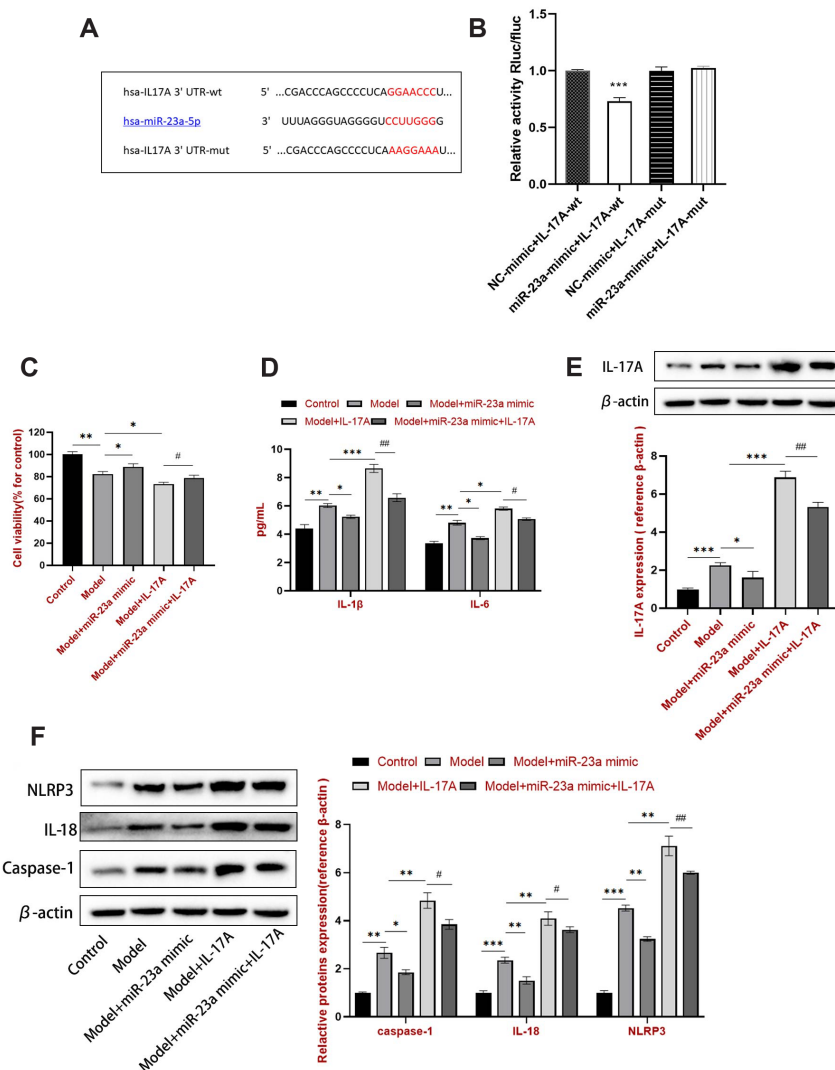 A
hsa-IL17A 3' UTR-wt 5' ...CGACCCAGCCCCUCAGGAACCCU...
hsa-miR-23a-5p 3' UUUAGGGUAGGGGUCCUUGGGG
hsa-IL17A 3' UTR-mut 5' ...CGACCCAGCCCCUCAAAGGAAAU...
B
Relative activity Rluc/fluc
1.5
1.0
0.5
0.0
***
NC-mimic+IL-17A-wt
miR-23a-mimic+IL-17A-wt
NC-mimic+IL-17A-mut
miR-23a-mimic+IL-17A-mut
C
Cell viability(% for control)
120
100
80
60
40
20
0
** * * #
Control
Model
Model+miR-23a mimic
Model+IL-17A
Model+miR-23a mimic+IL-17A
D
Control Model Model+miR-23a mimic
Model+IL-17A Model+miR-23a mimic+IL-17A
pg/mL
10
8
6
4
2
0
** * *** ##
** * * #
IL-1β IL-6
E
IL-17A
β-actin
IL-17A expression ( reference β-actin )
8
6
4
2
0
*** * *** ##
Control
Model
Model+miR-23a mimic
Model+IL-17A
Model+miR-23a mimic+IL-17A
F
NLRP3
IL-18
Caspase-1
β-actin
Control
Model
Model+miR-23a mimic
Model+IL-17A
Model+miR-23a mimic+IL-17A
Control Model Model+miR-23a mimic
Model+IL-17A Model+miR-23a mimic+IL-17A
Relactive proteins expression(reference β-actin )
8
6
4
2
0
** * ** #
*** ** ** #
*** ** ** ##
caspase-1 IL-18 NLRP3